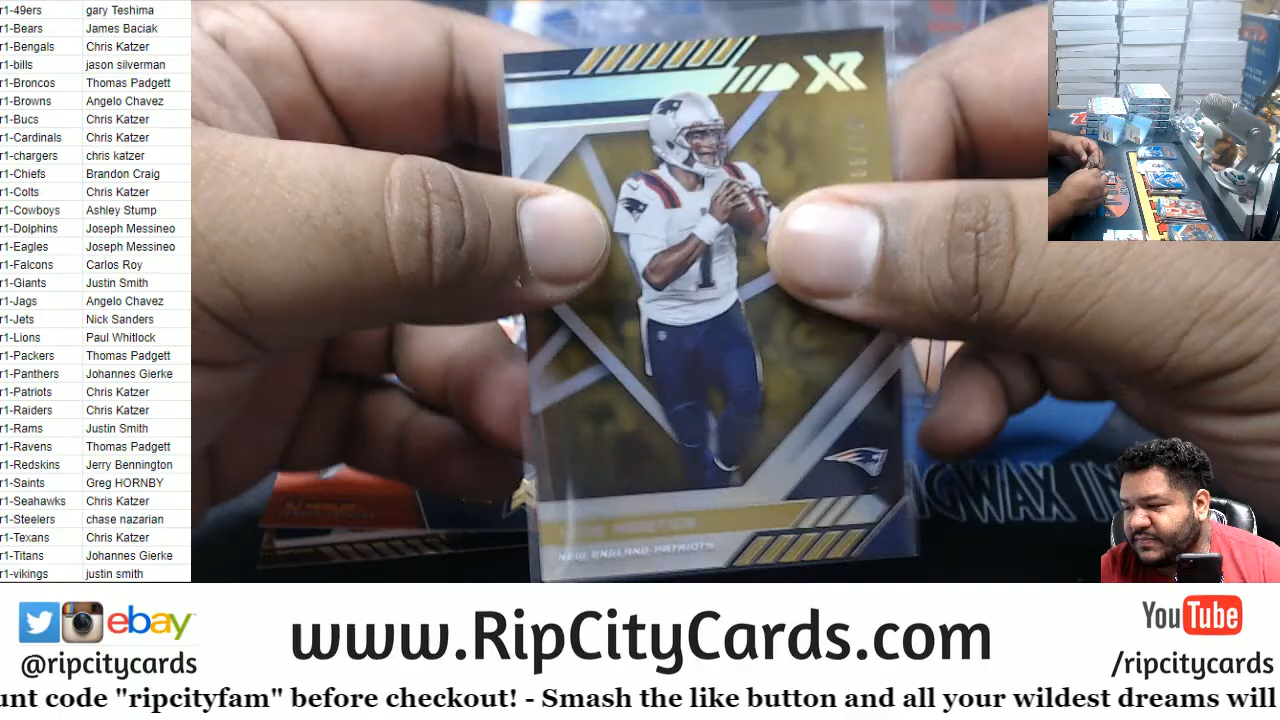 r1-49ers gary Teshima
r1-Bears James Baciak
r1-Bengals Chris Katzer
r1-bills jason silverman
r1-Broncos Thomas Padgett
r1-Browns Angelo Chavez
r1-Bucs Chris Katzer
r1-Cardinals Chris Katzer
r1-chargers chris katzer
r1-Chiefs Brandon Craig
r1-Colts Chris Katzer
r1-Cowboys Ashley Stump
r1-Dolphins Joseph Messineo
r1-Eagles Joseph Messineo
r1-Falcons Carlos Roy
r1-Giants Justin Smith
r1-Jags Angelo Chavez
r1-Jets Nick Sanders
r1-Lions Paul Whitlock
r1-Packers Thomas Padgett
r1-Panthers Johannes Gierke
r1-Patriots Chris Katzer
r1-Raiders Chris Katzer
r1-Rams Justin Smith
r1-Ravens Thomas Padgett
r1-Redskins Jerry Bennington
r1-Saints Greg HORNBY
r1-Seahawks Chris Katzer
r1-Steelers chase nazarian
r1-Texans Chris Katzer
r1-Titans Johannes Gierke
r1-vikings justin smith
XR
1
NEW ENGLAND PATRIOTS
GWAX IN
ebay
@ripcitycards
www.RipCityCards.com
YouTube
/ripcitycards
unt code "ripcityfam" before checkout! - Smash the like button and all your wildest dreams will